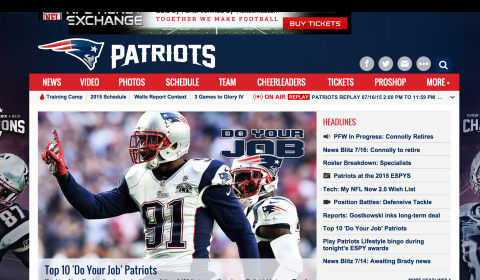 NFL TICKET
EXCHANGE
TOGETHER WE MAKE FOOTBALL
BUY TICKETS
PATRIOTS
NEWS VIDEO PHOTOS SCHEDULE TEAM CHEERLEADERS TICKETS PROSHOP MORE
Training Camp 2015 Schedule Wells Report Context 3 Games to Glory IV ON AIR REPLAY PATRIOTS REPLAY 07/16/15 2:00 PM TO 11:59 PM ...
IONS
DO YOUR
JOB
91
87
Top 10 'Do Your Job' Patriots
HEADLINES
PFW In Progress: Connolly Retires
News Blitz 7/16: Connolly to retire
Roster Breakdown: Specialists
Patriots at the 2015 ESPYS
Tech: My NFL Now 2.0 Wish List
Position Battles: Defensive Tackle
Reports: Gostkowski inks long-term deal
Top 10 'Do Your Job' Patriots
Play Patriots Lifestyle bingo during
tonight's ESPY awards
News Blitz 7/14: Awaiting Brady news